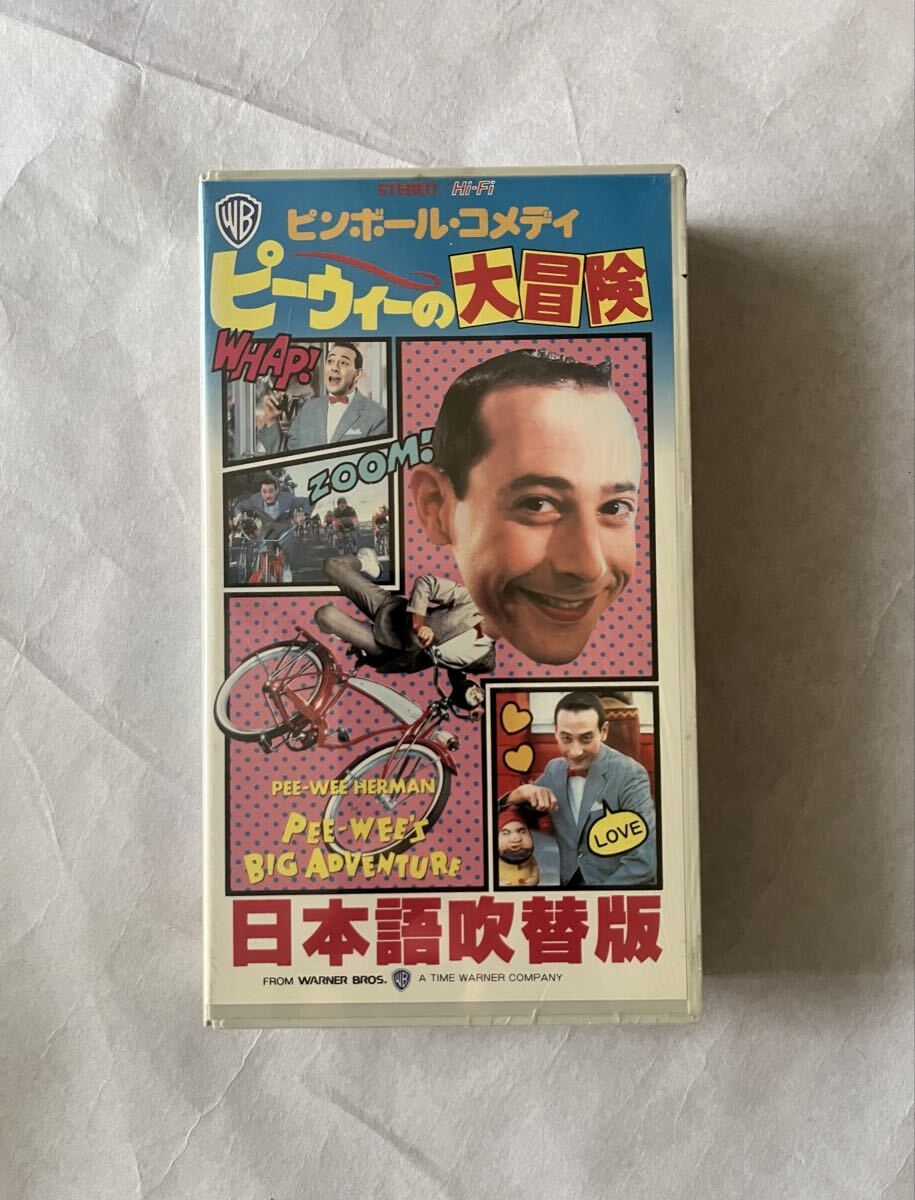 STEREO Hi-Fi
WB
ピンボール・コメディ
ピーウィーの大冒険
WHAP!
ZOOM!
LOVE
PEE-WEE HERMAN
in
PEE-WEE'S
BIG ADVENTURE
日本語吹替版
FROM WARNER BROS. WB A TIME WARNER COMPANY